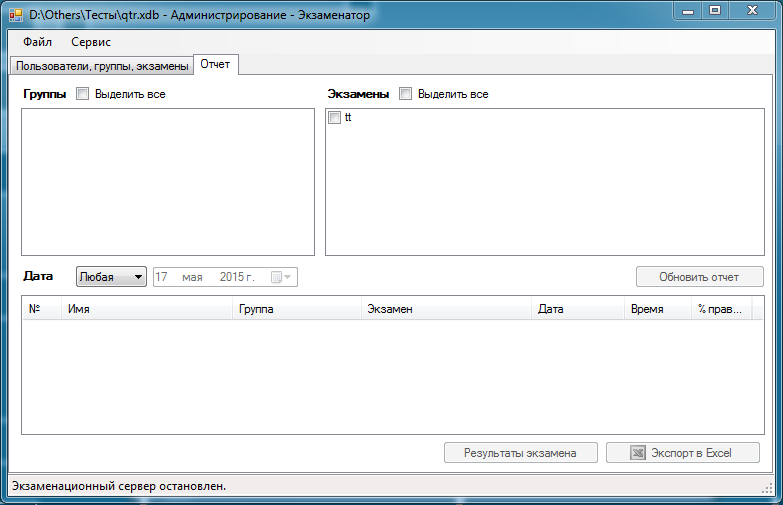 D:\Others\Тесты\qtr.xdb - Администрирование - Экзаменатор
Файл Сервис
Пользователи, группы, экзамены Отчет
Группы Выделить все Экзамены Выделить все
tt
Дата Любая 17 мая 2015 г. Обновить отчет
№ Имя Группа Экзамен Дата Время % прав...
Результаты экзамена Экспорт в Excel
Экзаменационный сервер остановлен.